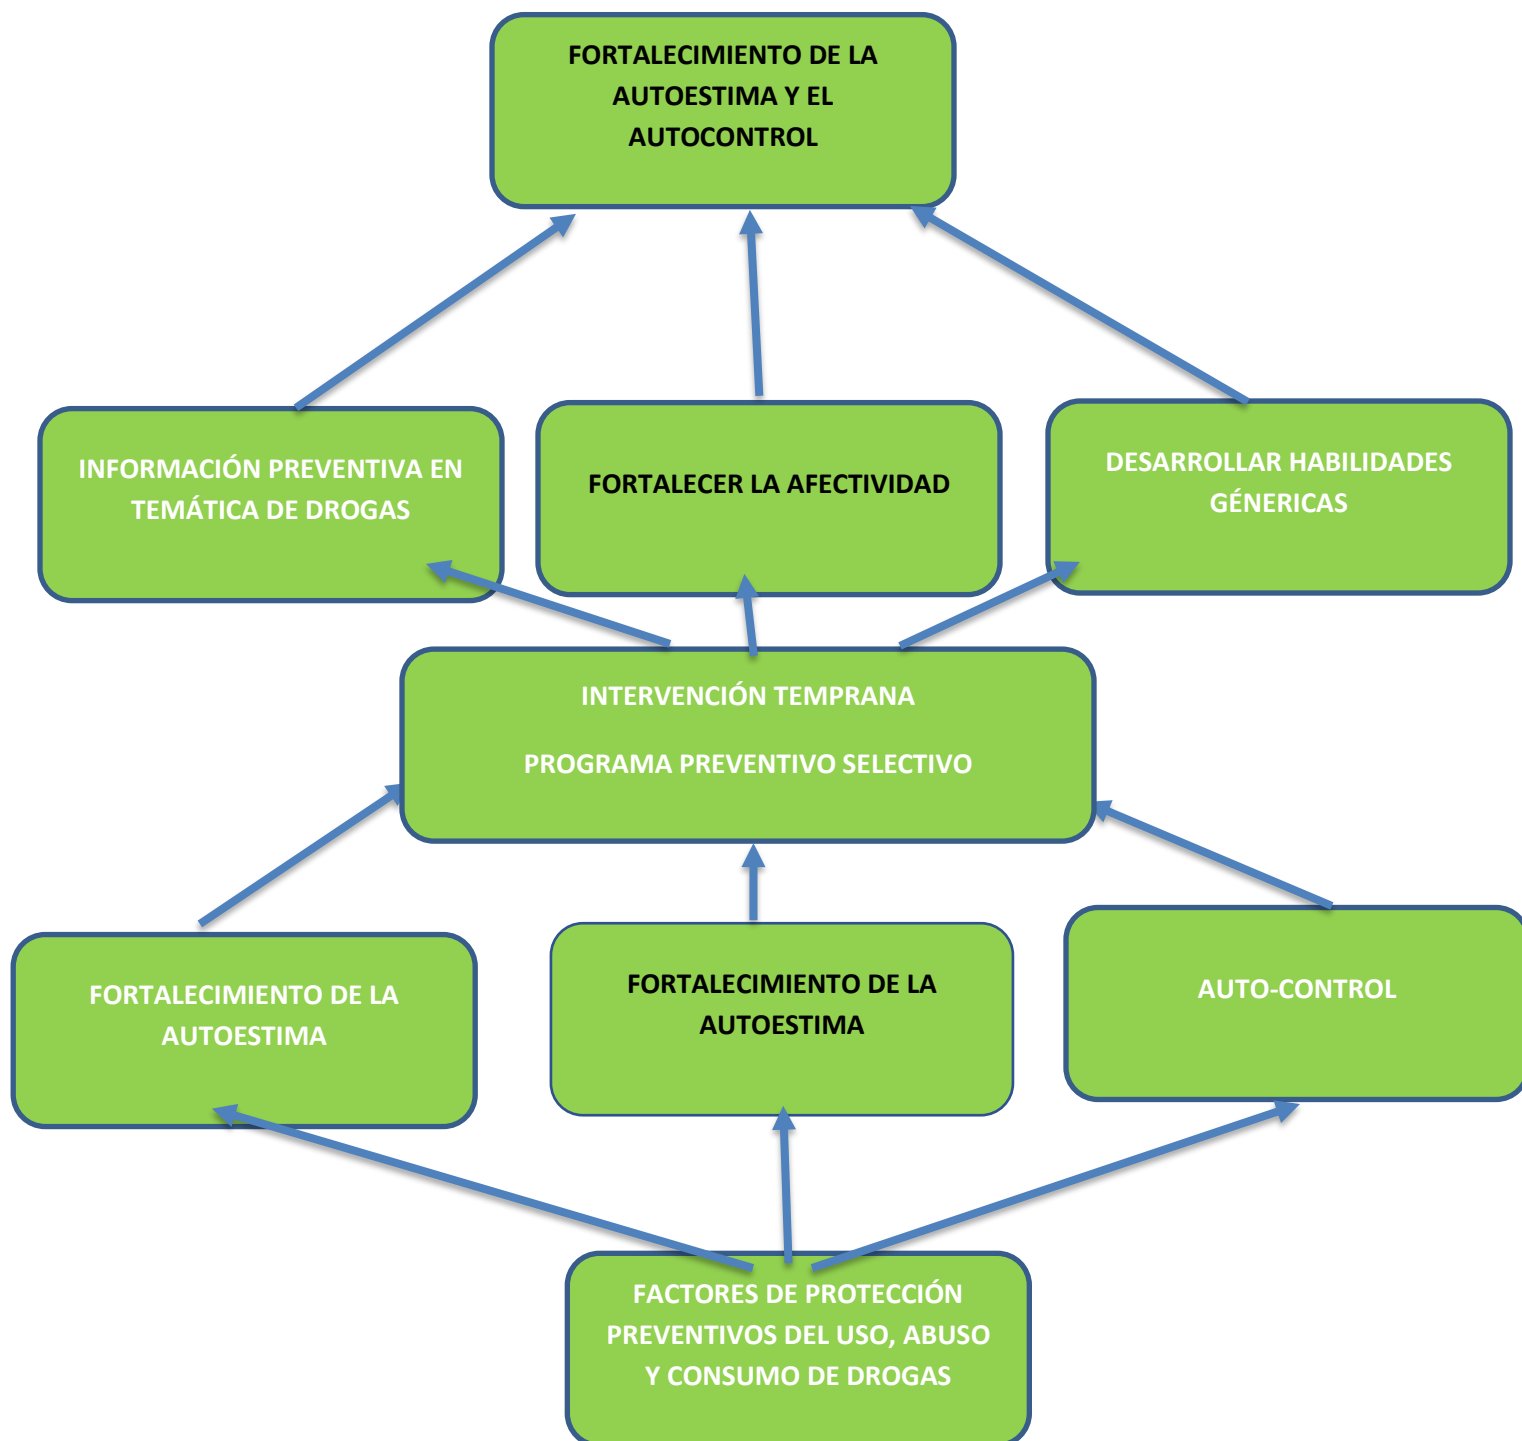 FORTALECIMIENTO DE LA
AUTOESTIMA Y EL
AUTOCONTROL
INFORMACIÓN PREVENTIVA EN
TEMÁTICA DE DROGAS
FORTALECER LA AFECTIVIDAD
DESARROLLAR HABILIDADES
GÉNERICAS
INTERVENCIÓN TEMPRANA
PROGRAMA PREVENTIVO SELECTIVO
FORTALECIMIENTO DE LA
AUTOESTIMA
FORTALECIMIENTO DE LA
AUTOESTIMA
AUTO-CONTROL
FACTORES DE PROTECCIÓN
PREVENTIVOS DEL USO, ABUSO
Y CONSUMO DE DROGAS